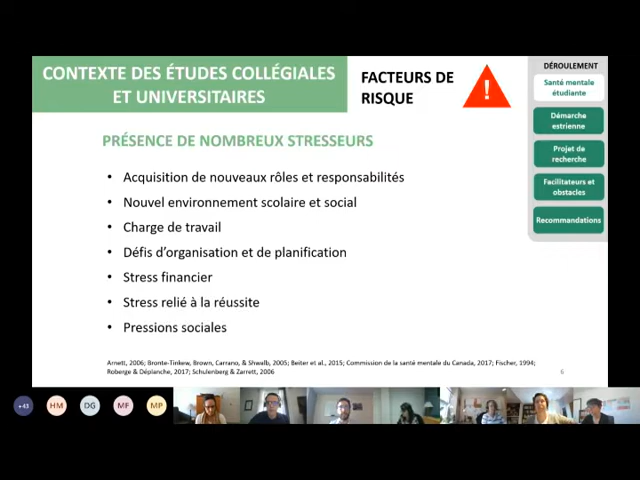 CONTEXTE DES ÉTUDES COLLÉGIALES
ET UNIVERSITAIRES
FACTEURS DE
RISQUE
!
PRÉSENCE DE NOMBREUX STRESSEURS
• Acquisition de nouveaux rôles et responsabilités
• Nouvel environnement scolaire et social
• Charge de travail
• Défis d'organisation et de planification
• Stress financier
• Stress relié à la réussite
• Pressions sociales
Arnett, 2006; Bronte-Tinkew, Brown, Carrano, & Shwalb, 2005; Beiter et al., 2015; Commission de la santé mentale du Canada, 2017; Fischer, 1994;
Roberge & Déplanche, 2017; Schulenberg & Zarrett, 2006
6
DÉROULEMENT
Santé mentale
étudiante
Démarche
estrienne
Projet de
recherche
Facilitateurs et
obstacles
Recommandations
+43
HM
DG
MF
MP